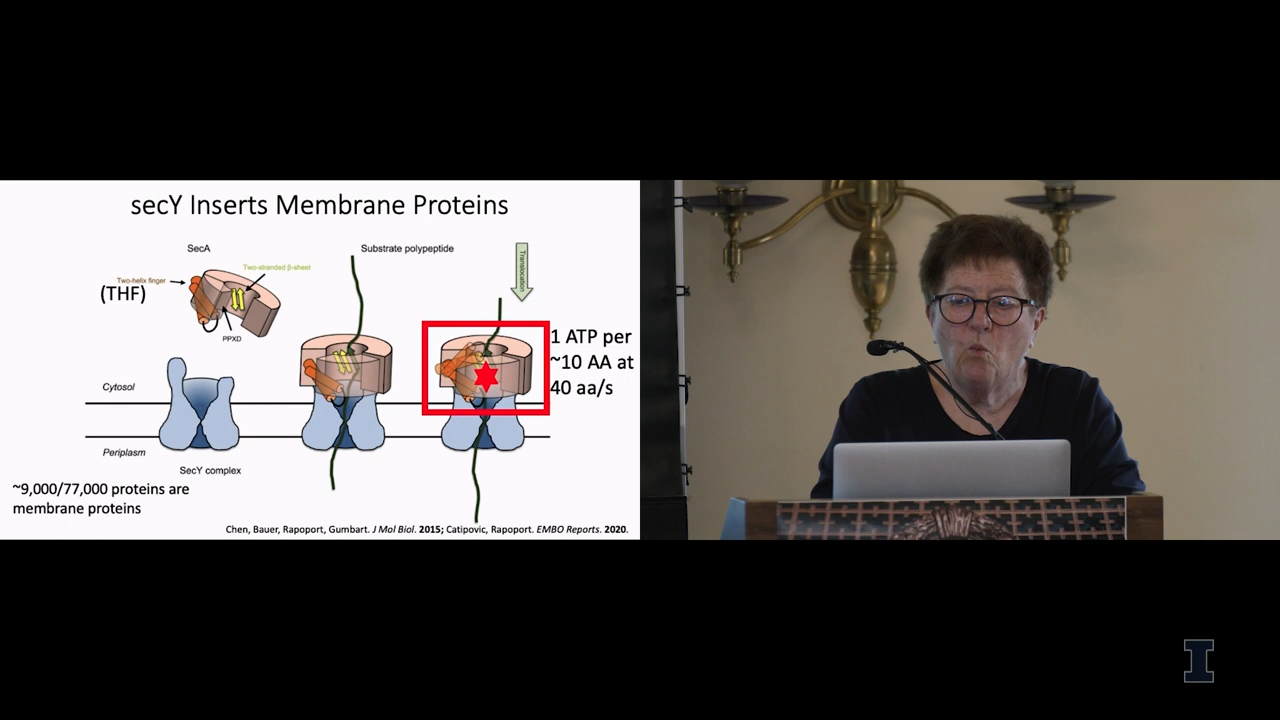 secY Inserts Membrane Proteins
SecA
Substrate polypeptide
Two-stranded β-sheet
Two-helix finger
(THF)
PPXD
Translocation
1 ATP per
~10 AA at
40 aa/s
Cytosol
Periplasm
SecY complex
~9,000/77,000 proteins are
membrane proteins
Chen, Bauer, Rapoport, Gumbart. J Mol Biol. 2015; Catipovic, Rapoport. EMBO Reports. 2020.
I